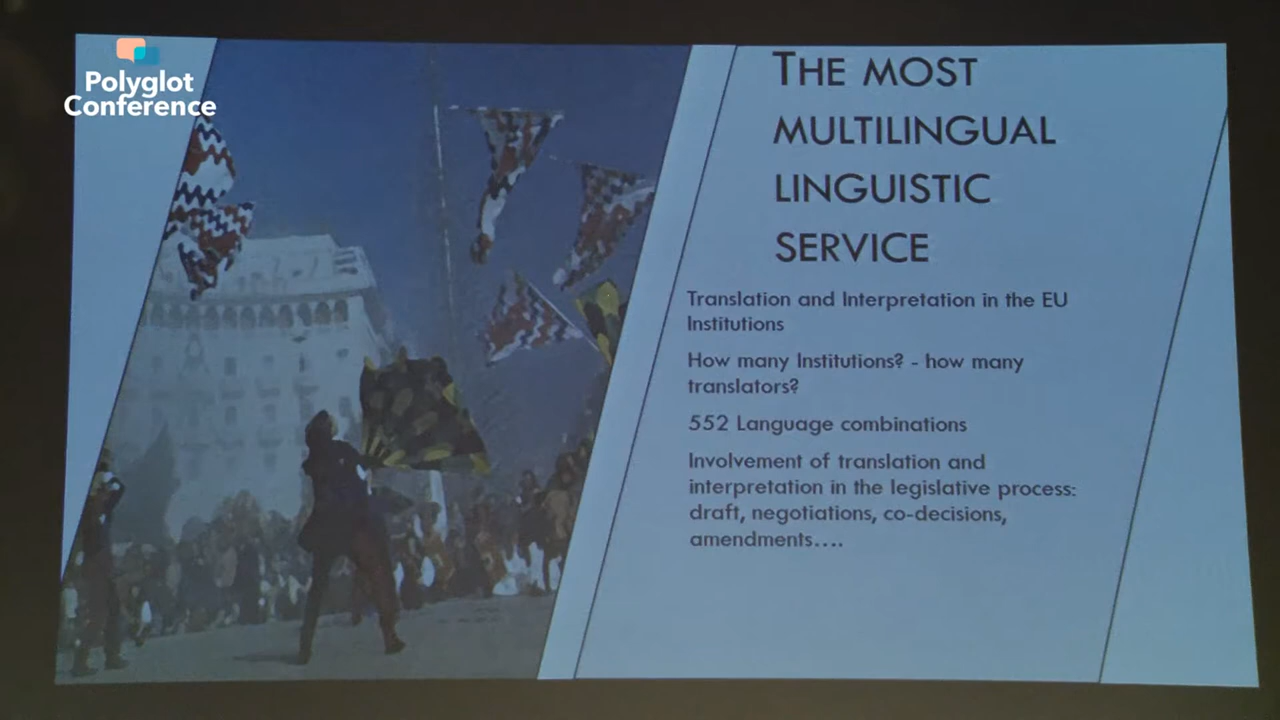 Polyglot
Conference
THE MOST
MULTILINGUAL
LINGUISTIC
SERVICE
Translation and Interpretation in the EU
Institutions
How many Institutions? - how many
translators?
552 Language combinations
Involvement of translation and
interpretation in the legislative process:
draft, negotiations, co-decisions,
amendments....